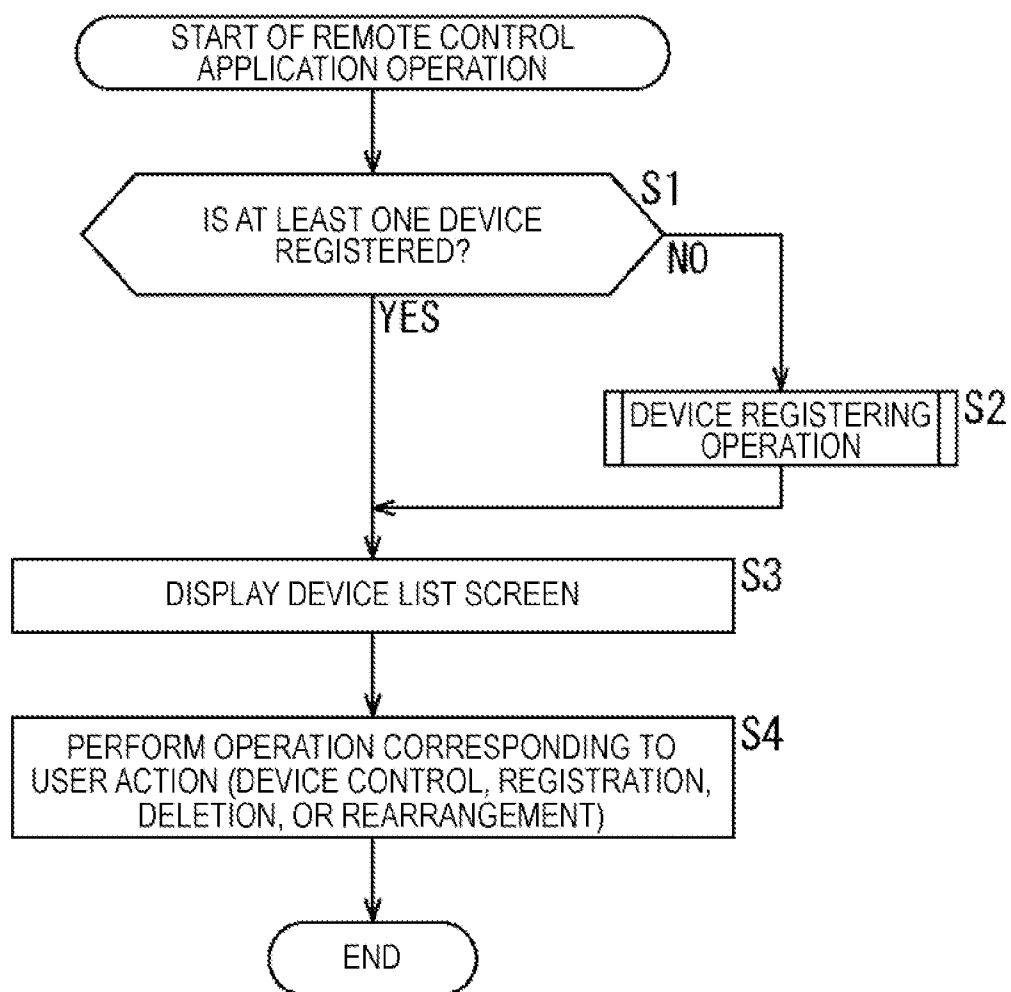 START OF REMOTE CONTROL
APPLICATION OPERATION
S1
IS AT LEAST ONE DEVICE
REGISTERED?
NO
YES
S2
DEVICE REGISTERING
OPERATION
S3
DISPLAY DEVICE LIST SCREEN
S4
PERFORM OPERATION CORRESPONDING TO
USER ACTION (DEVICE CONTROL, REGISTRATION,
DELETION, OR REARRANGEMENT)
END